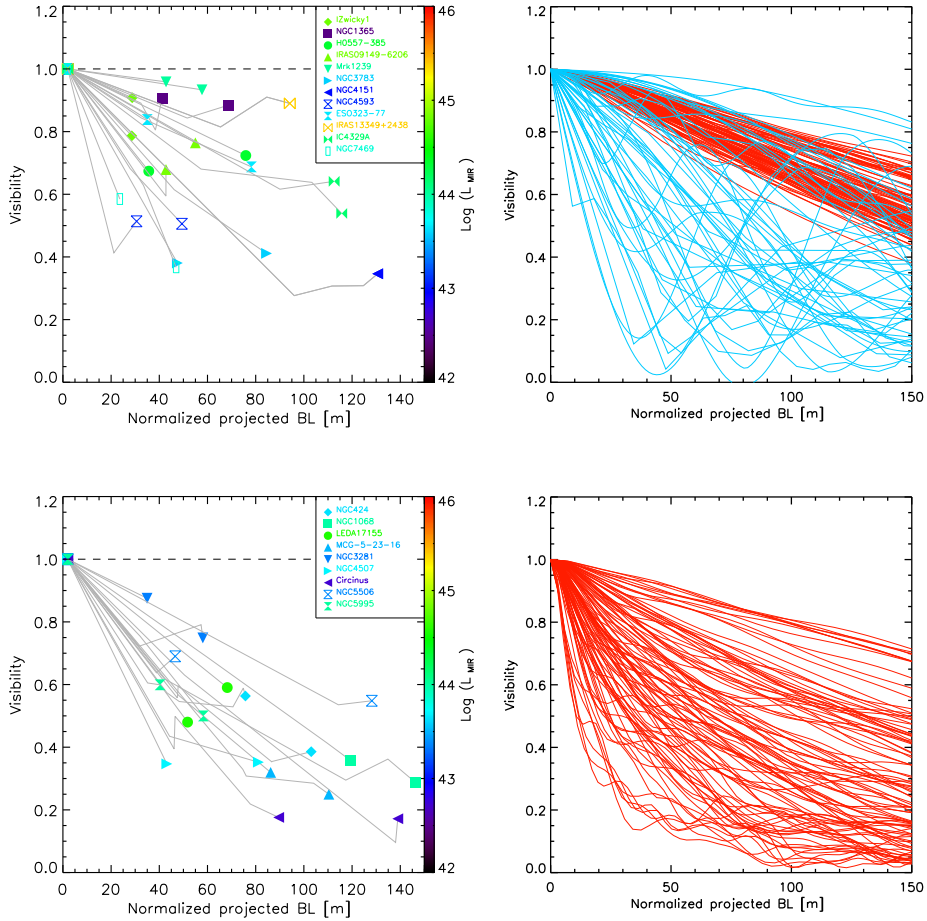 1.2
1.0
0.8
0.6
0.4
0.2
0.0
Visibility
0 20 40 60 80 100 120 140
Normalized projected BL [m]
IZwicky1
NGC1365
H0557-385
IRAS09149-6206
Mrk1239
NGC3783
NGC4151
NGC4593
ESO323-77
IRAS13349+2438
IC4329A
NGC7469
46
45
44
43
42
Log (L MIR)
1.2
1.0
0.8
0.6
0.4
0.2
0.0
Visibility
0 50 100 150
Normalized projected BL [m]
1.2
1.0
0.8
0.6
0.4
0.2
0.0
Visibility
0 20 40 60 80 100 120 140
Normalized projected BL [m]
NGC424
NGC1068
LEDA17155
MCG-5-23-16
NGC3281
NGC4507
Circinus
NGC5506
NGC5995
46
45
44
43
42
Log (L MIR)
1.2
1.0
0.8
0.6
0.4
0.2
0.0
Visibility
0 50 100 150
Normalized projected BL [m]